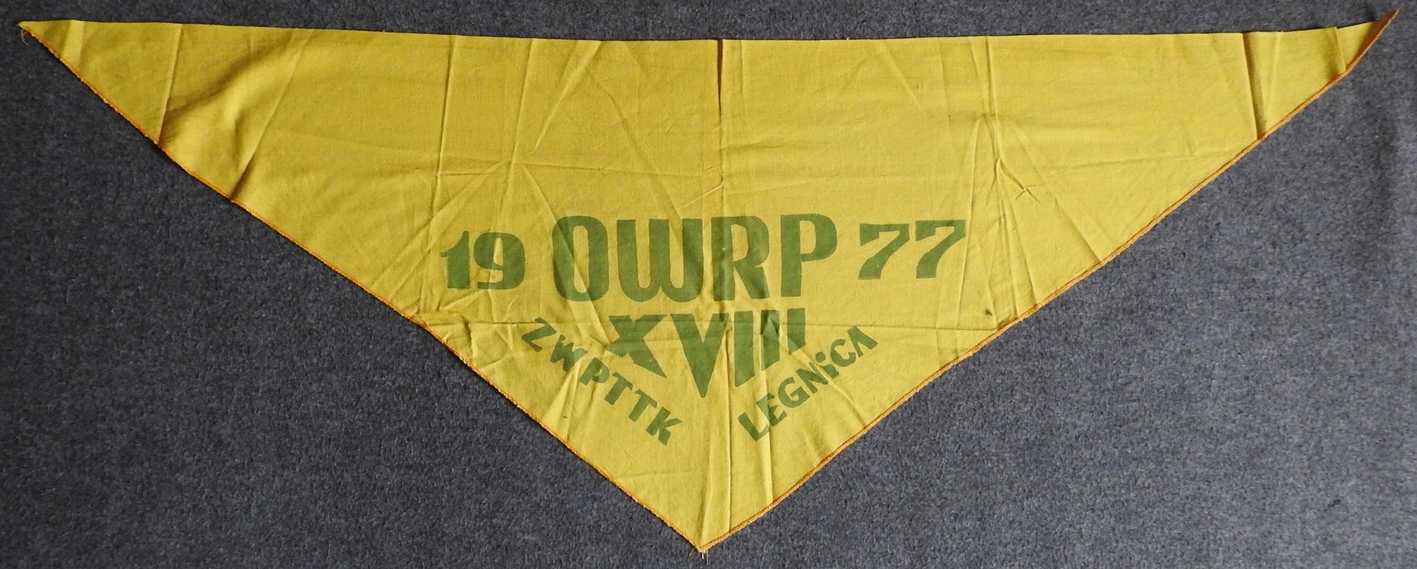 19 OWRP 77
XVIII
ZWPTTK LEGNiCA